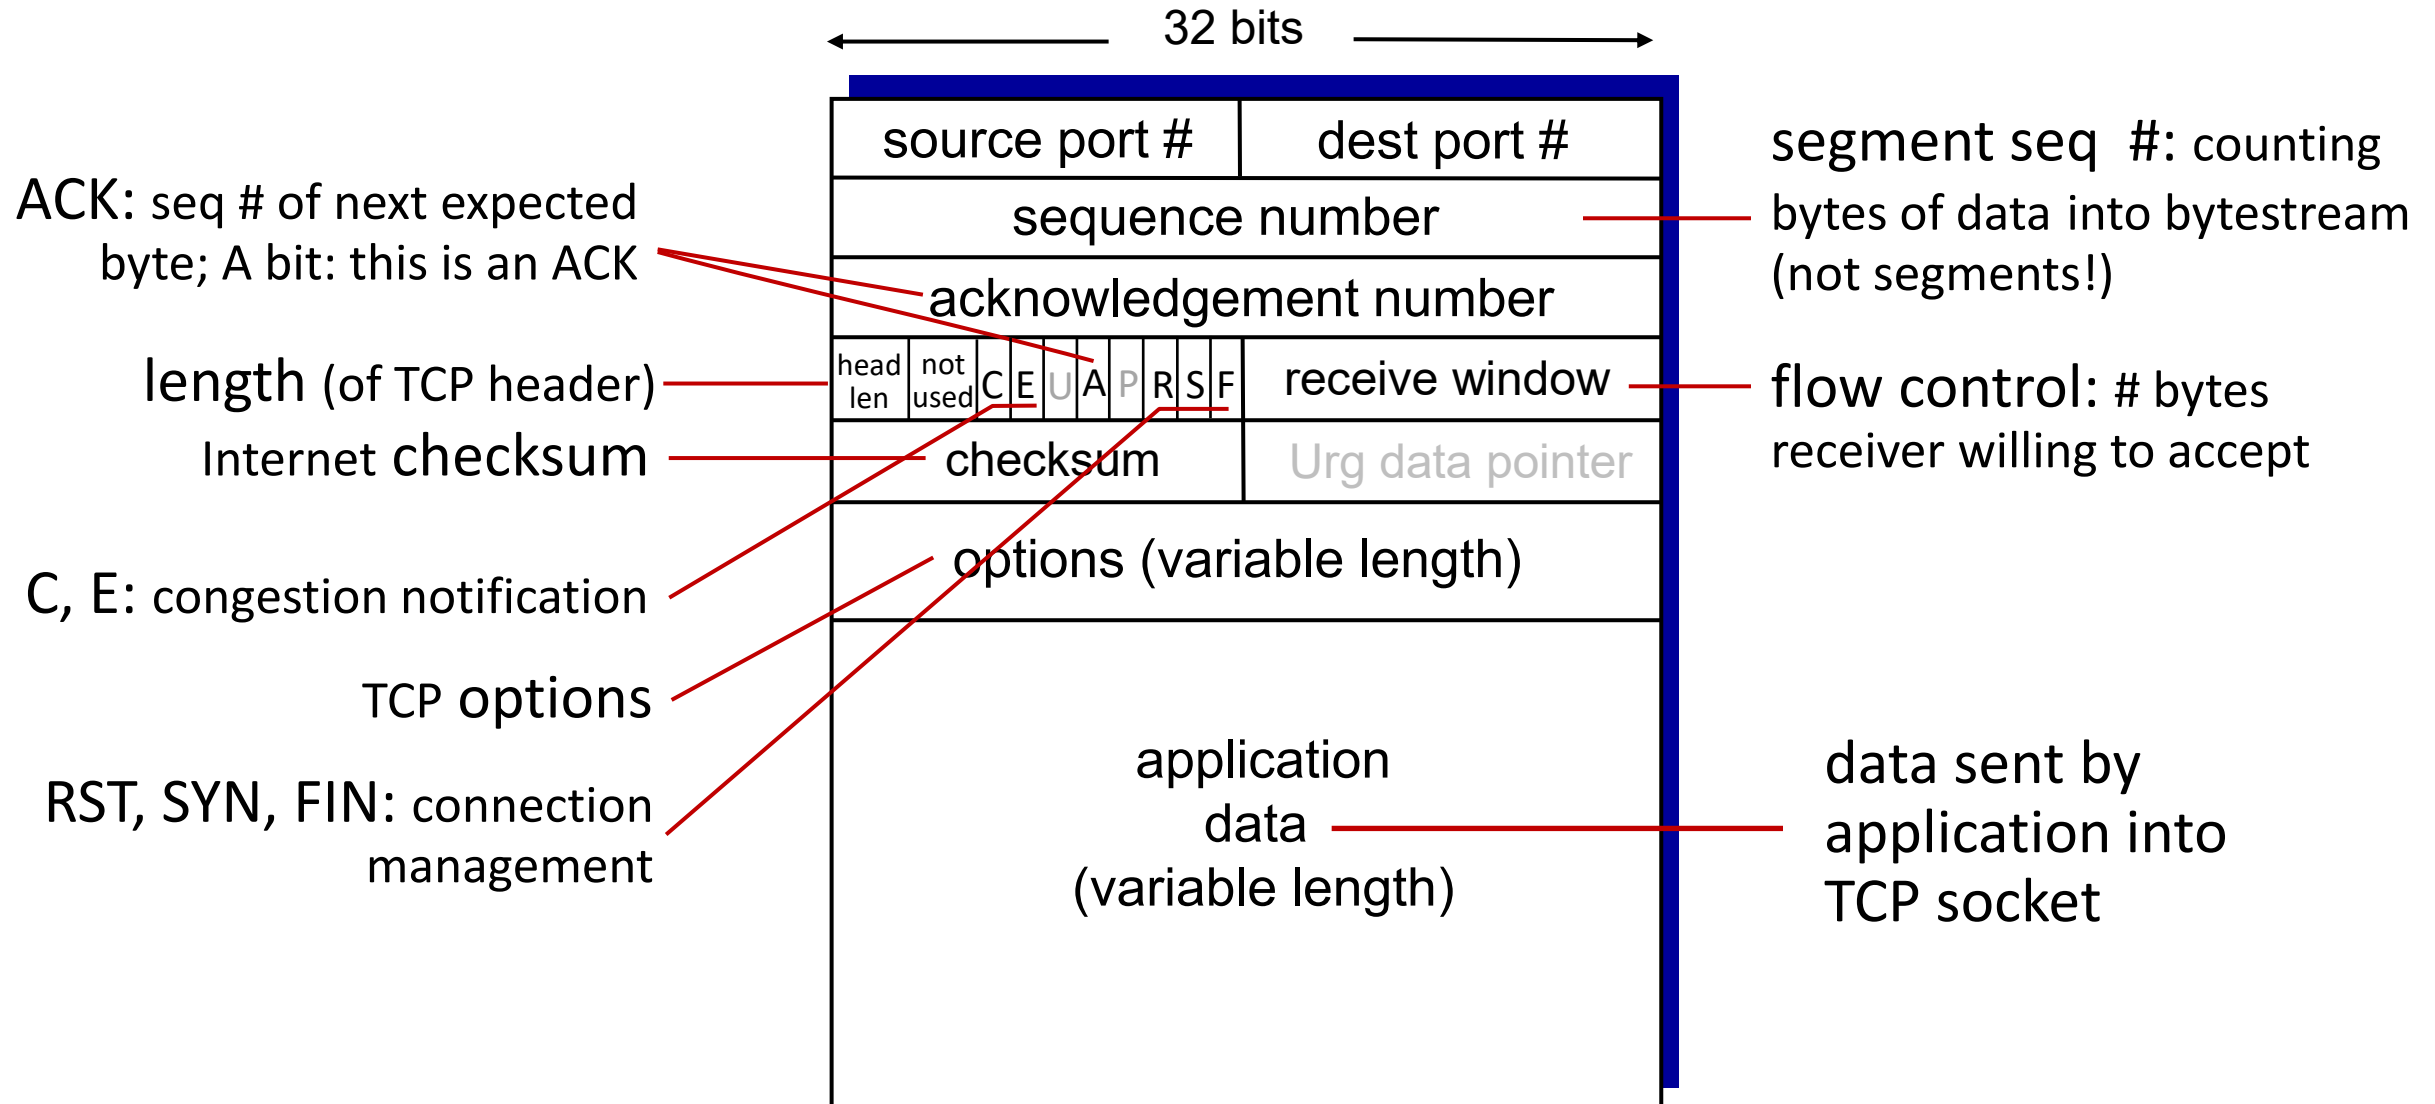 32 bits
source port #
dest port #
sequence number
acknowledgement number
head
len
not
used
C
E
U
A
P
R
S
F
receive window
checksum
Urg data pointer
options (variable length)
application
data
(variable length)
ACK: seq # of next expected
byte; A bit: this is an ACK
length (of TCP header)
Internet checksum
C, E: congestion notification
TCP options
RST, SYN, FIN: connection
management
segment seq #: counting
bytes of data into bytestream
(not segments!)
flow control: # bytes
receiver willing to accept
data sent by
application into
TCP socket